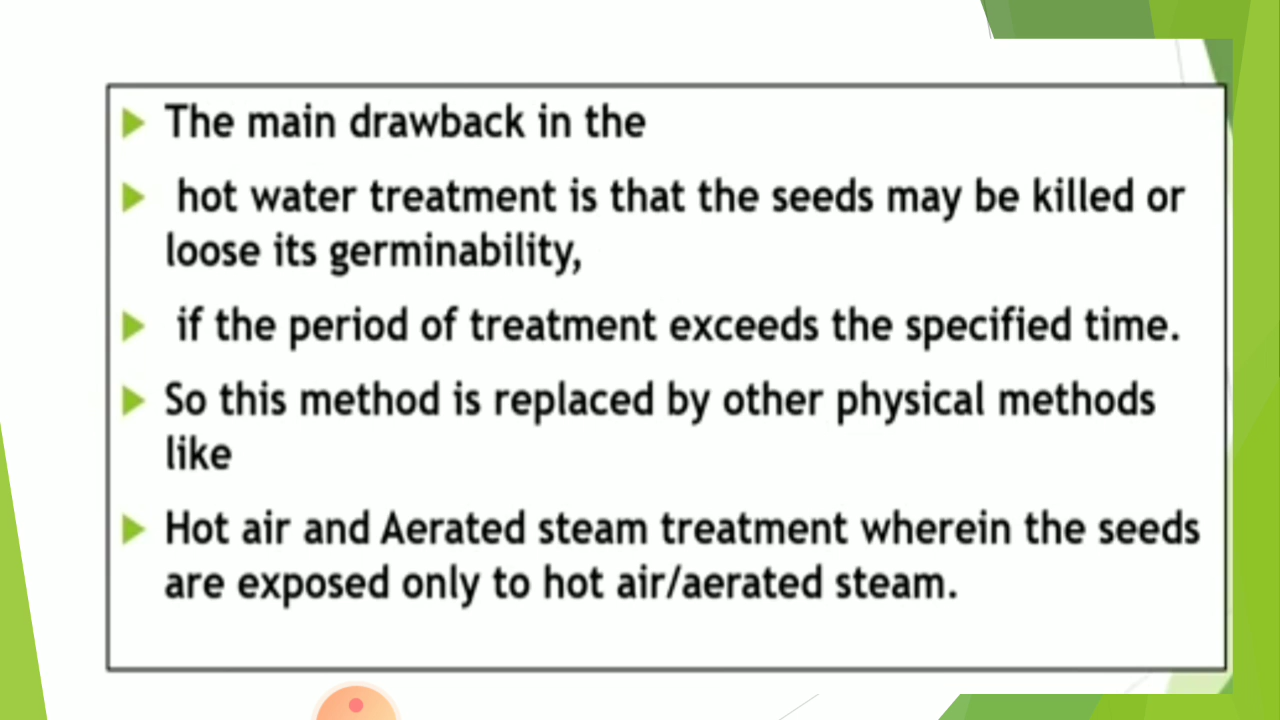 The main drawback in the
hot water treatment is that the seeds may be killed or
loose its germinability,
if the period of treatment exceeds the specified time.
So this method is replaced by other physical methods
like
Hot air and Aerated steam treatment wherein the seeds
are exposed only to hot air/aerated steam.